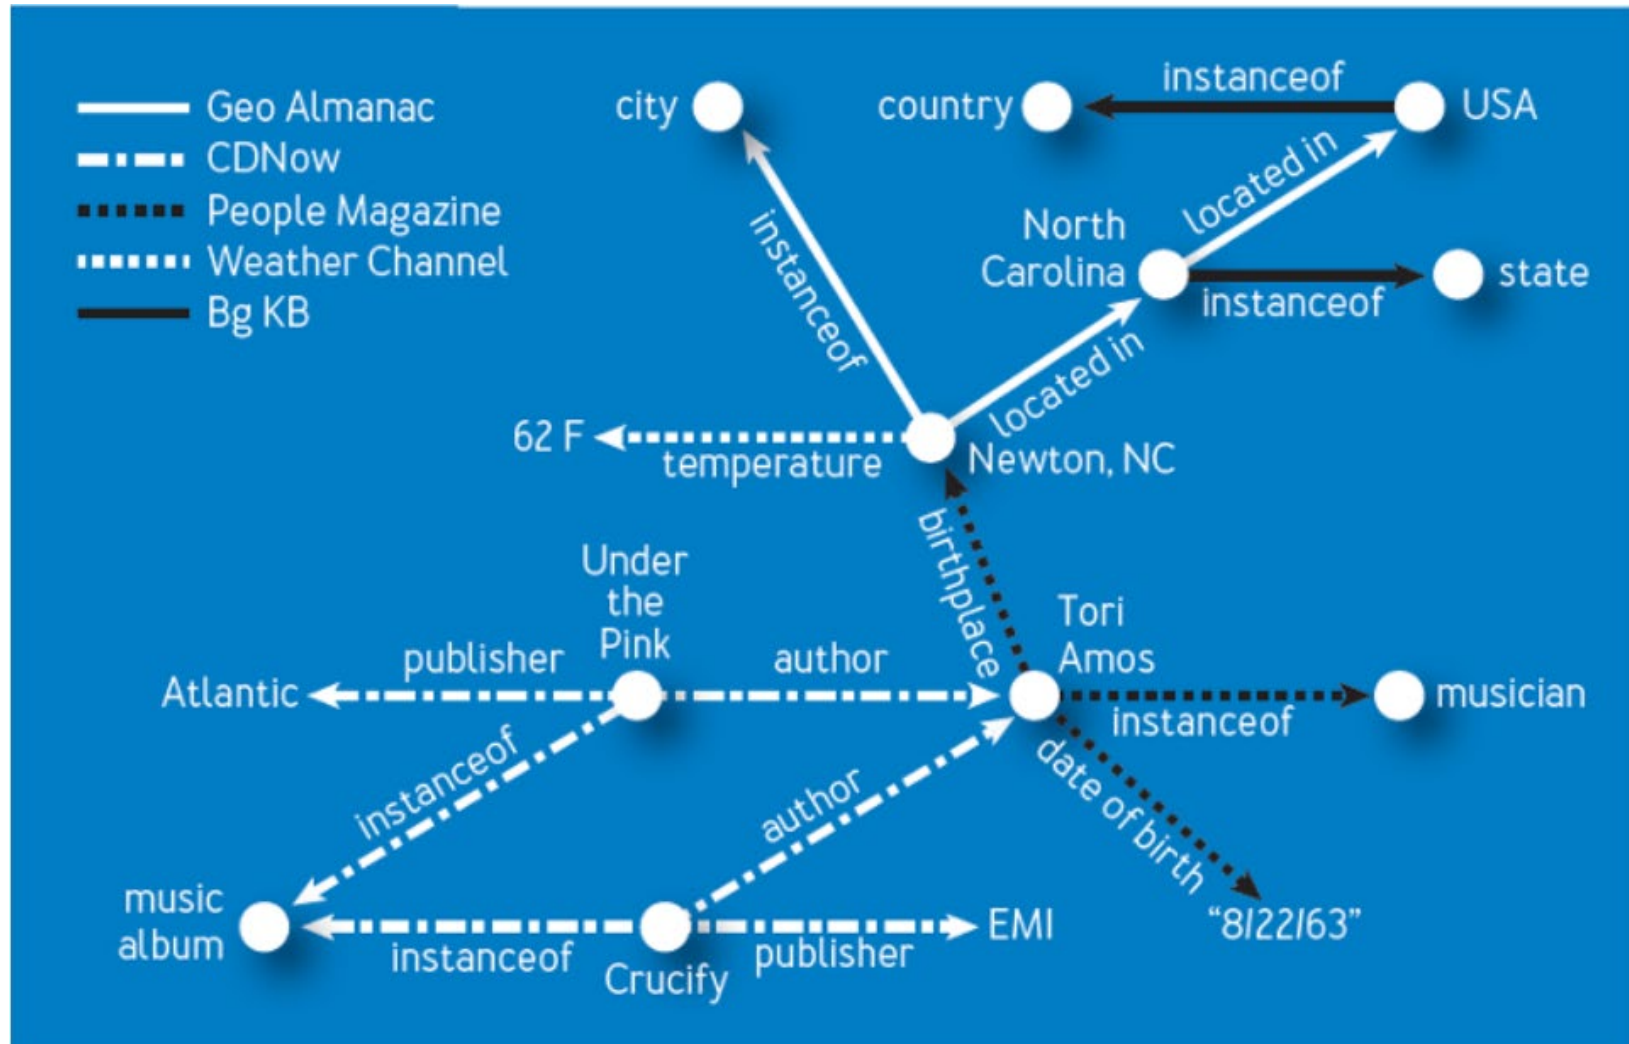 Geo Almanac
CDNow
People Magazine
Weather Channel
Bg KB
city
country
instanceof
USA
located in
North
Carolina
instanceof
state
instanceof
located in
62 F
temperature
Newton, NC
birthplace
Under
the
Pink
Tori
Amos
publisher
author
Atlantic
musician
instanceof
instanceof
author
date of birth
music
album
instanceof
Crucify
publisher
EMI
“8/22/63”